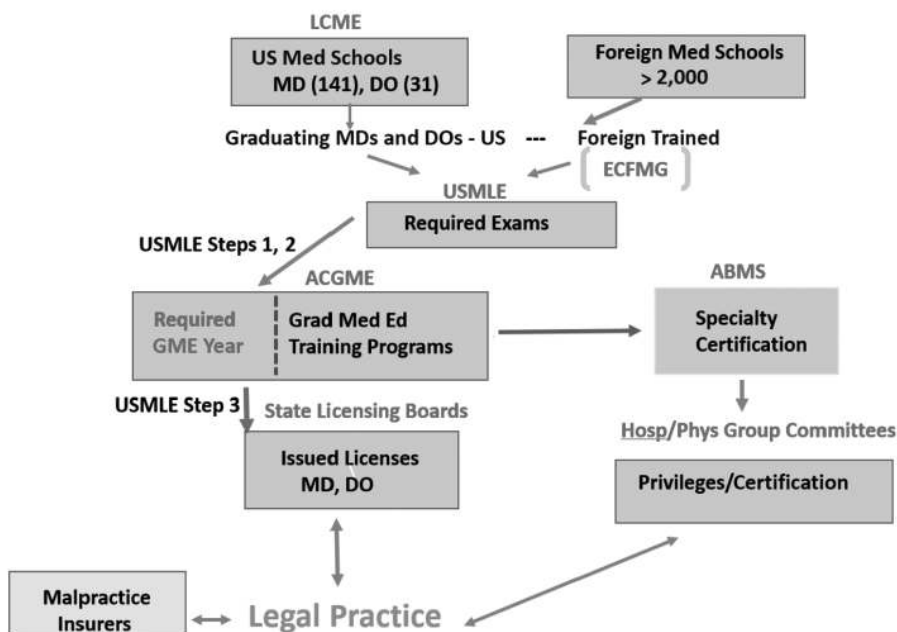 LCME
US Med Schools
MD (141), DO (31)
Foreign Med Schools
> 2,000
Graduating MDs and DOs - US --- Foreign Trained
ECFMG
USMLE
Required Exams
USMLE Steps 1, 2
ACGME
ABMS
Required
GME Year
Grad Med Ed
Training Programs
Specialty
Certification
USMLE Step 3
State Licensing Boards
Hosp/Phys Group Committees
Issued Licenses
MD, DO
Privileges/Certification
Malpractice
Insurers
Legal Practice